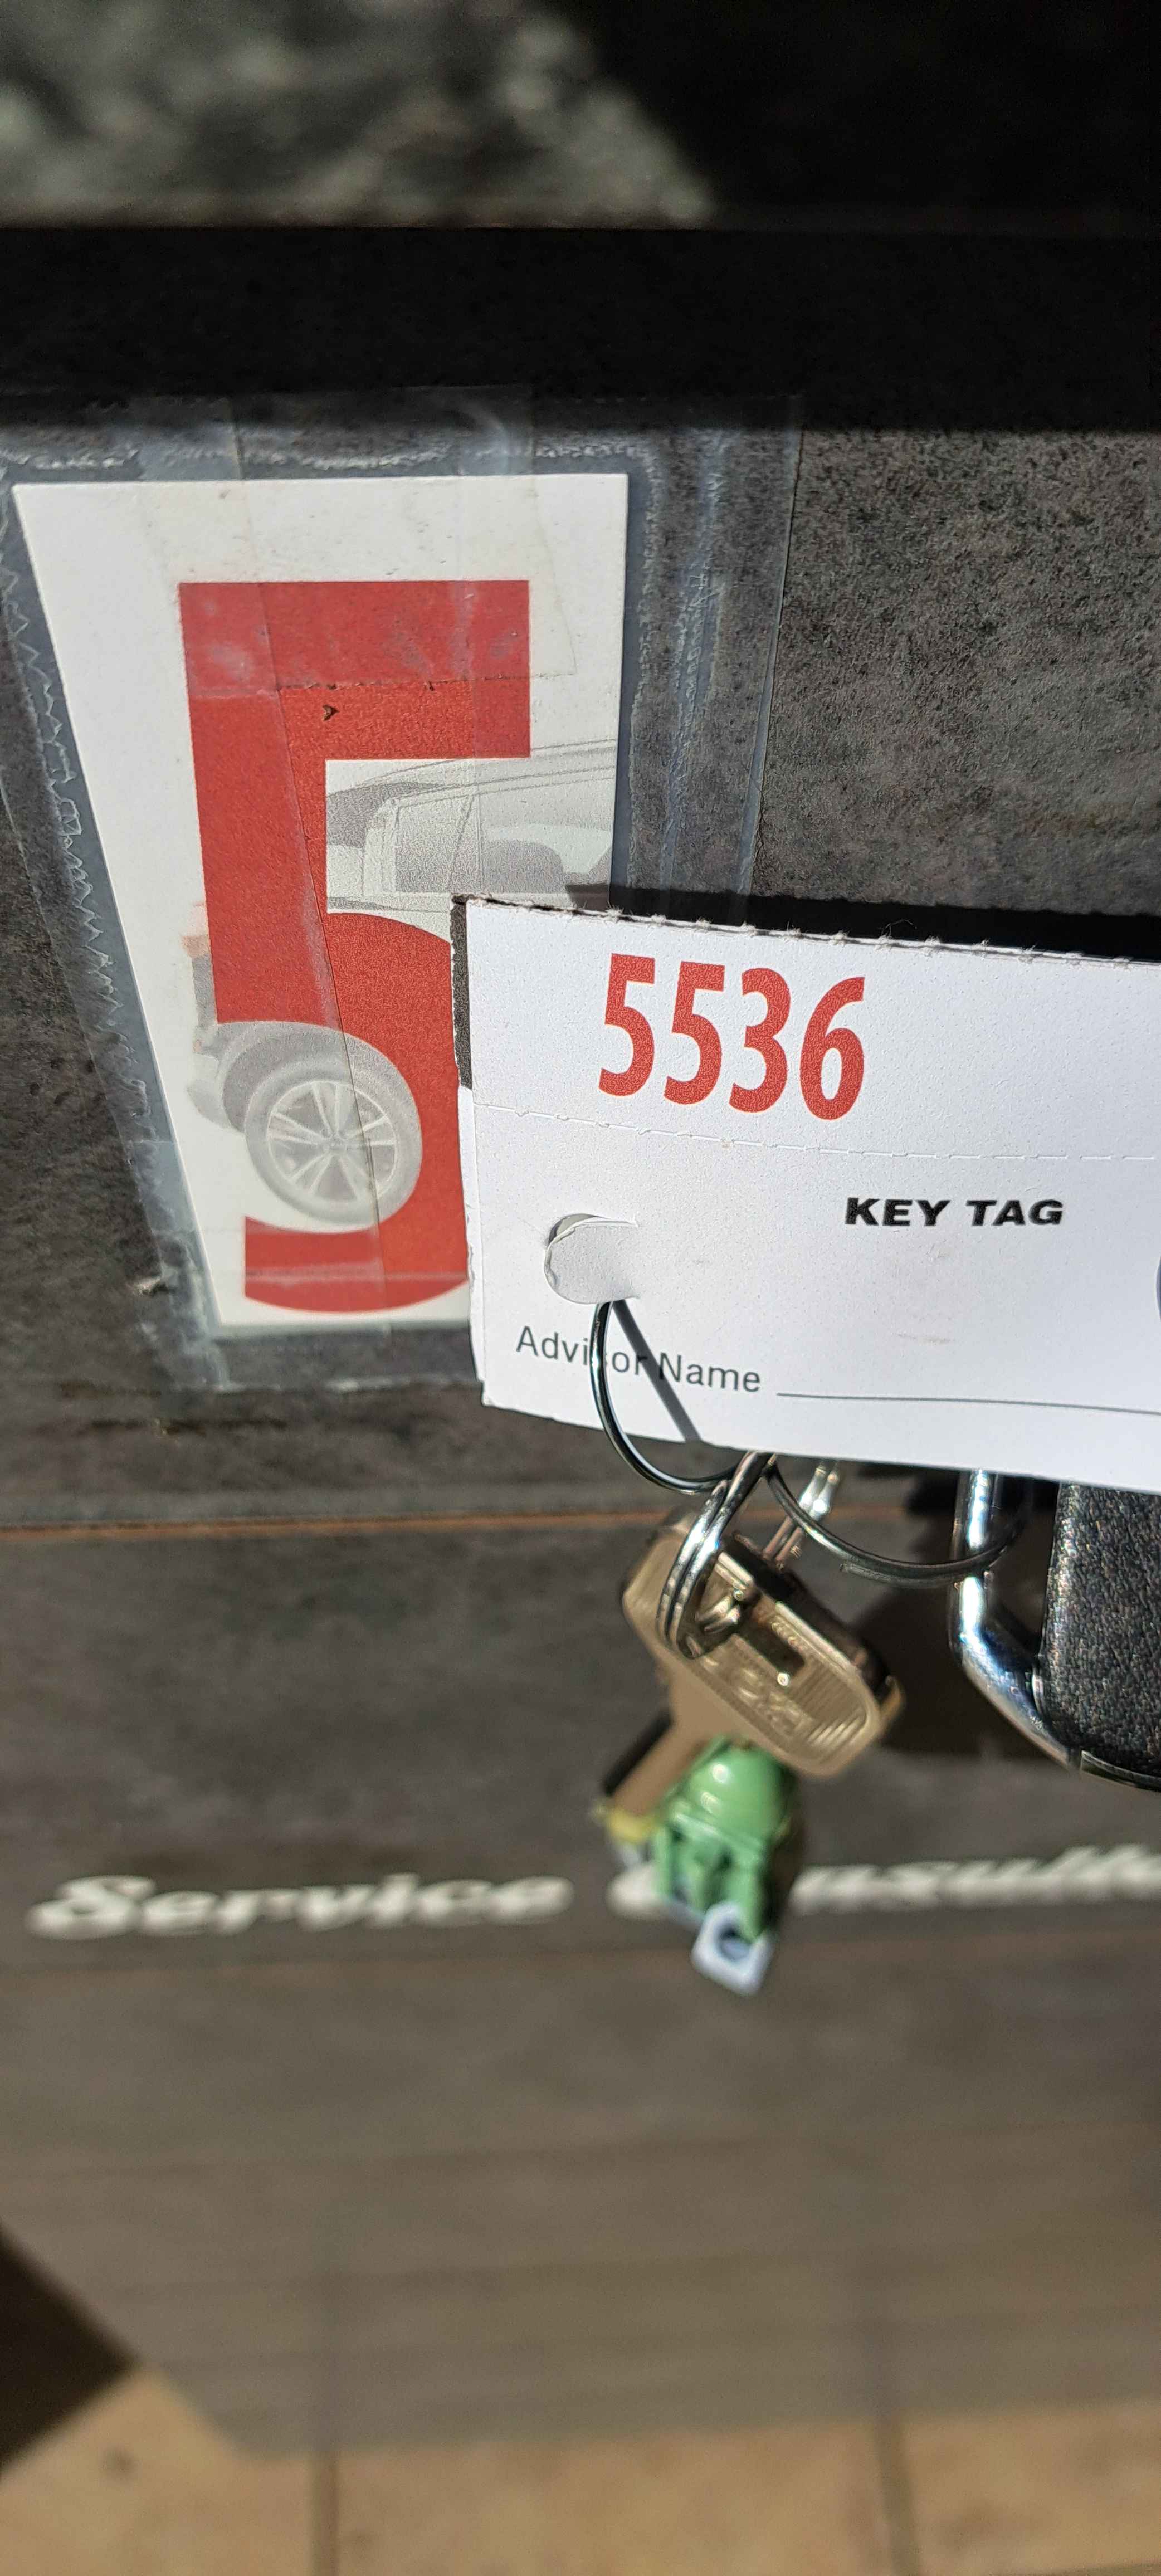 5
5536
KEY TAG
Advisor Name
Service